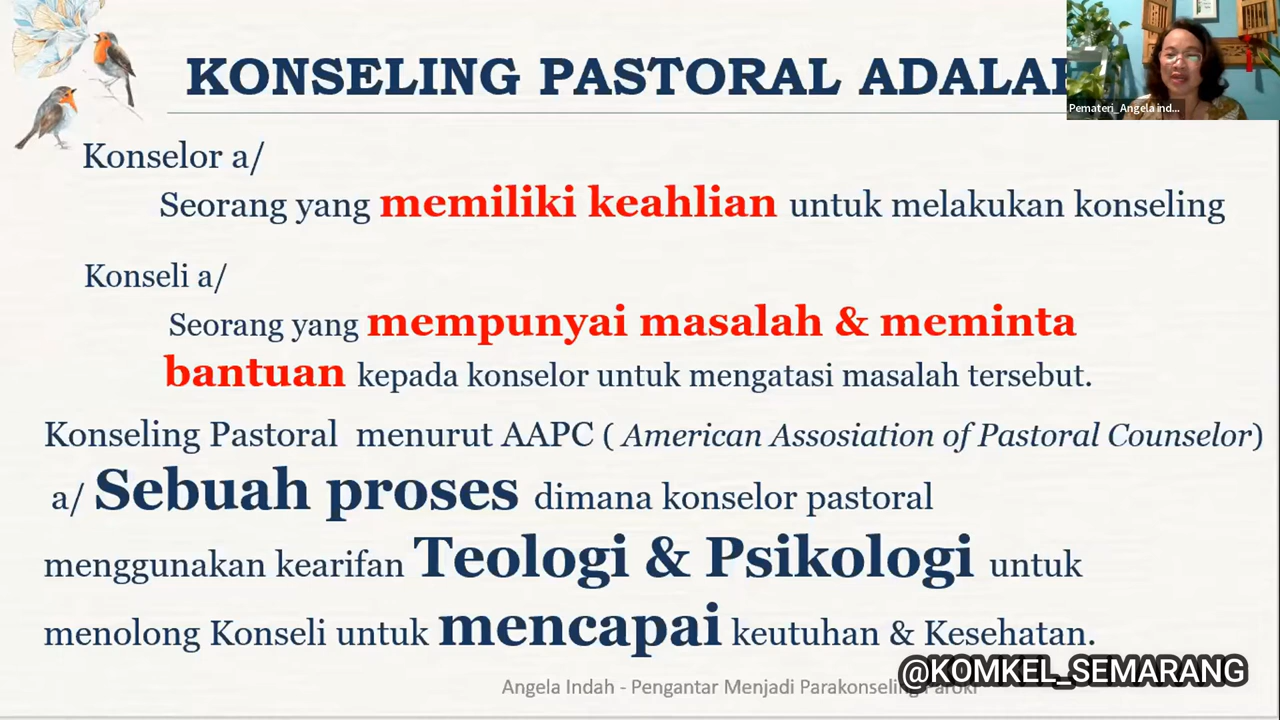 KONSELING PASTORAL ADALAH
Pemateri_Angela ind...
Konselor a/
Seorang yang memiliki keahlian untuk melakukan konseling
Konseli a/
Seorang yang mempunyai masalah & meminta
bantuan kepada konselor untuk mengatasi masalah tersebut.
Konseling Pastoral menurut AAPC ( American Assosiation of Pastoral Counselor)
a/ Sebuah proses dimana konselor pastoral
menggunakan kearifan Teologi & Psikologi untuk
menolong Konseli untuk mencapai keutuhan & Kesehatan.
@KOMKEL_SEMARANG
Angela Indah - Pengantar Menjadi Parakonseling Paroki